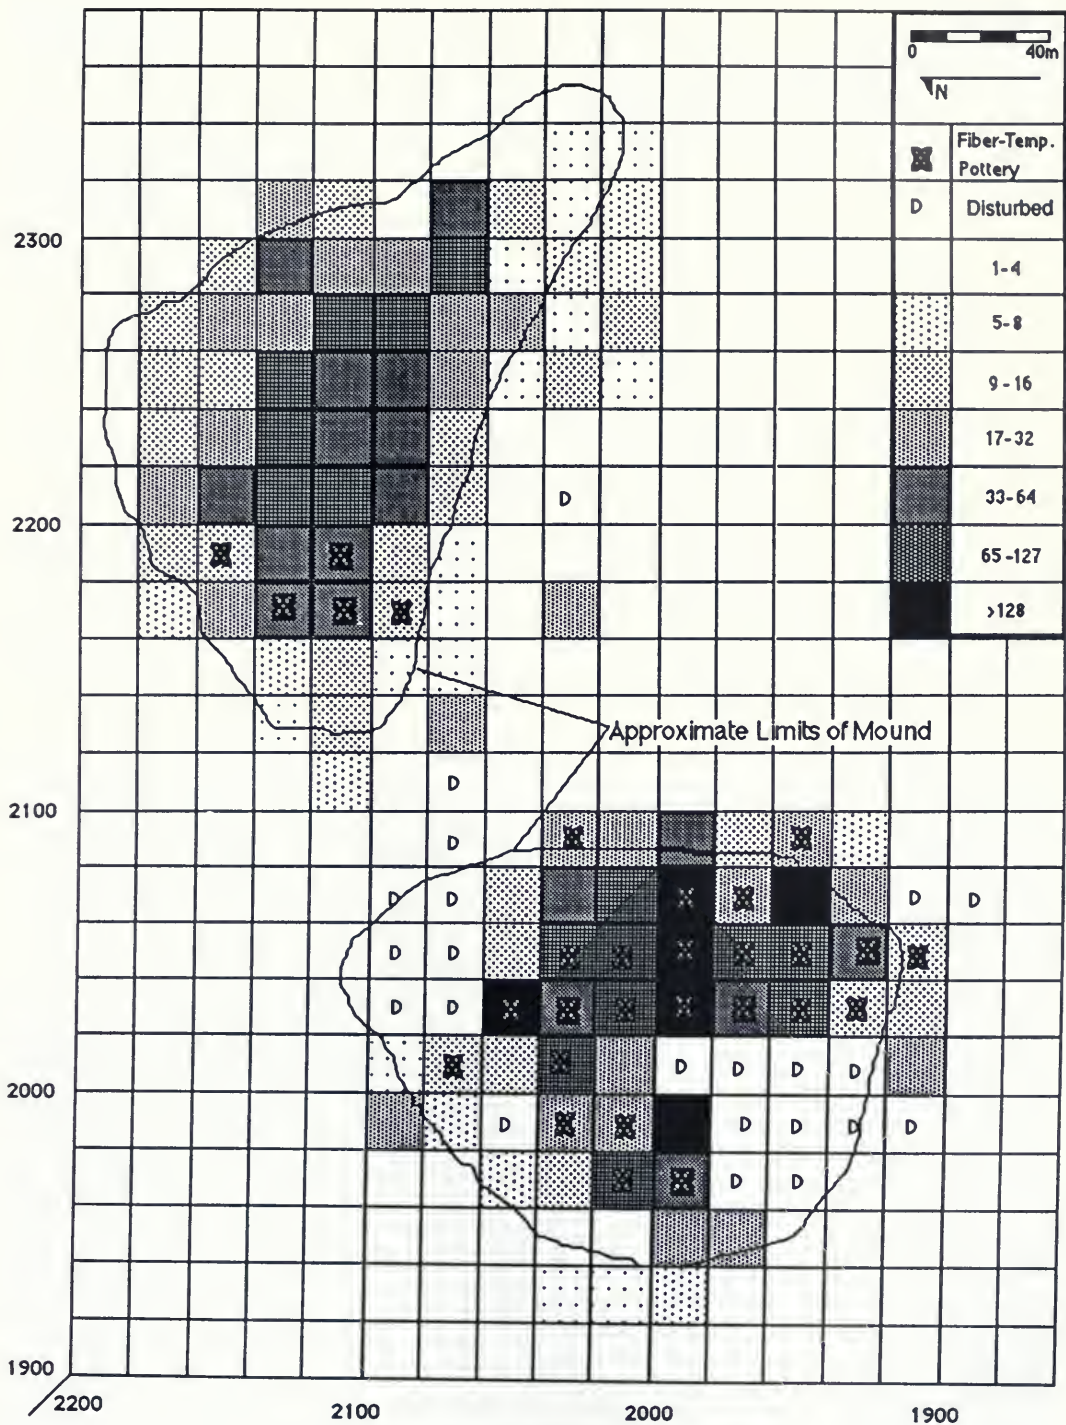 0 40m
N
Fiber-Temp.
Pottery
D Disturbed
1-4
5-8
9-16
17-32
33-64
65-127
>128
2300
2200
D
Approximate Limits of Mound
D
2100
D
D D D D
D D
D D
2000
D D D D
D D D D D
D D
1900
2200 2100 2000 1900